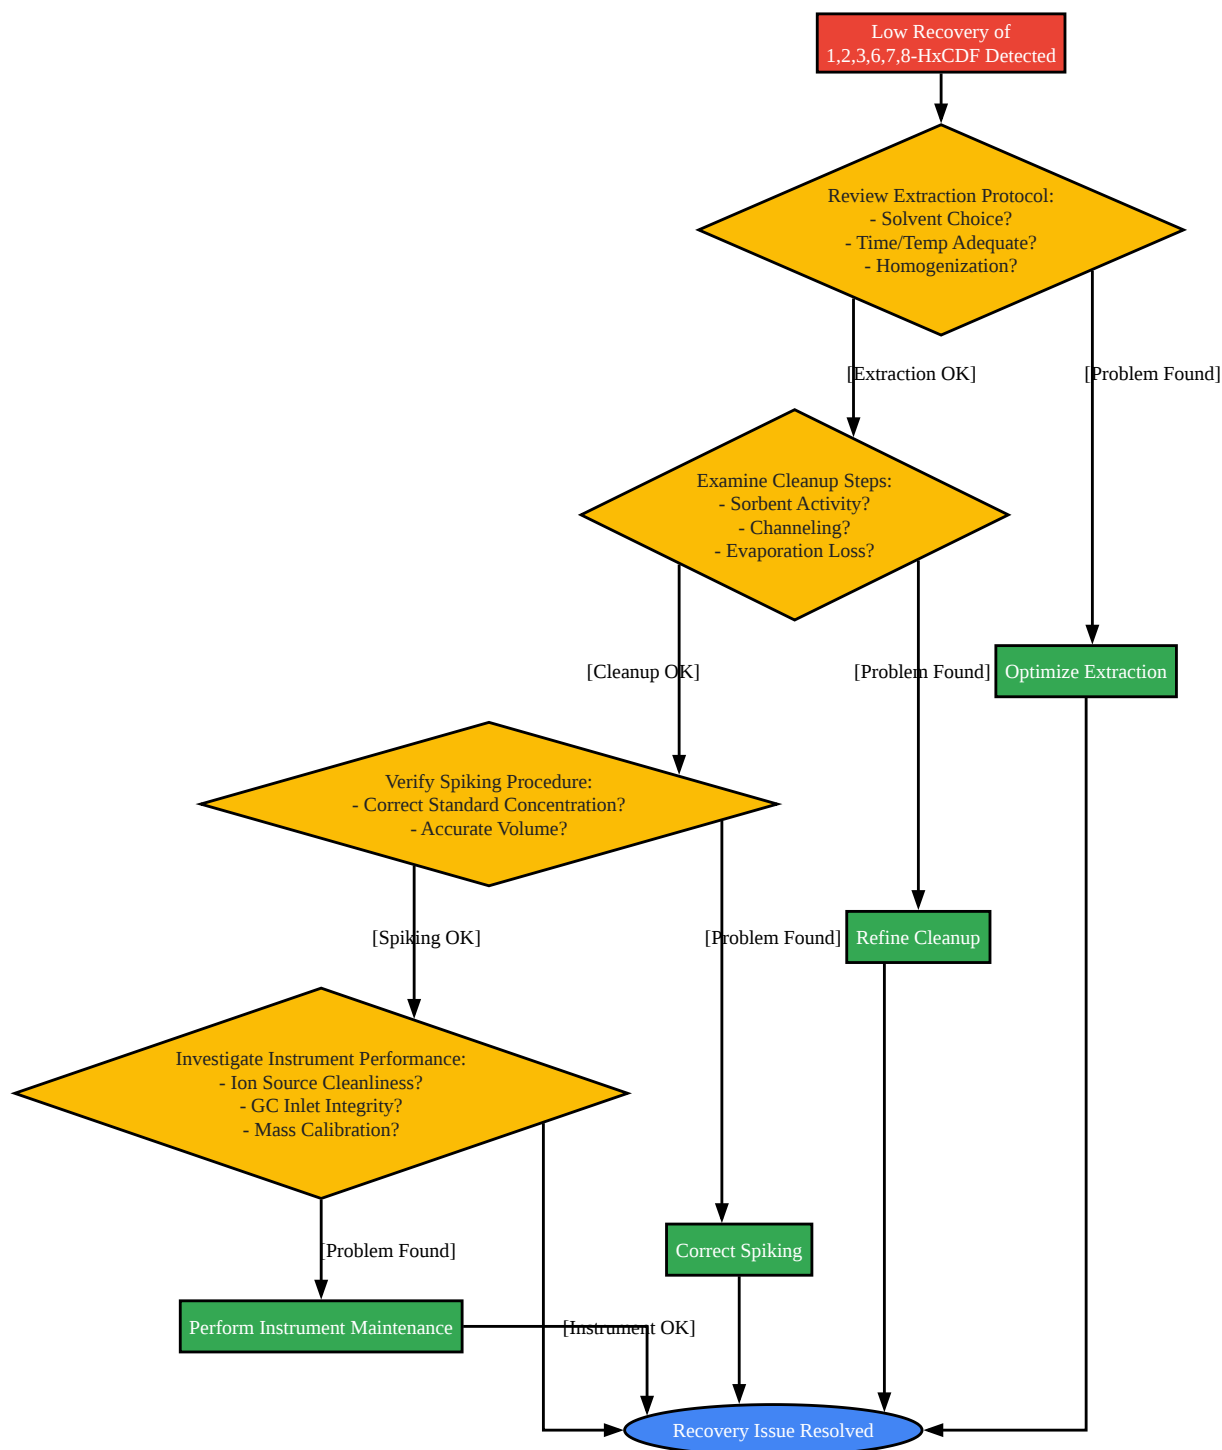 Low Recovery of
1,2,3,6,7,8-HxCDF Detected
Review Extraction Protocol:
- Solvent Choice?
- Time/Temp Adequate?
- Homogenization?
[Extraction OK]
[Problem Found]
Examine Cleanup Steps:
- Sorbent Activity?
- Channeling?
- Evaporation Loss?
[Cleanup OK]
[Problem Found]
Optimize Extraction
Verify Spiking Procedure:
- Correct Standard Concentration?
- Accurate Volume?
[Spiking OK]
[Problem Found]
Refine Cleanup
Investigate Instrument Performance:
- Ion Source Cleanliness?
- GC Inlet Integrity?
- Mass Calibration?
[Problem Found]
Correct Spiking
Perform Instrument Maintenance
[Instrument OK]
Recovery Issue Resolved